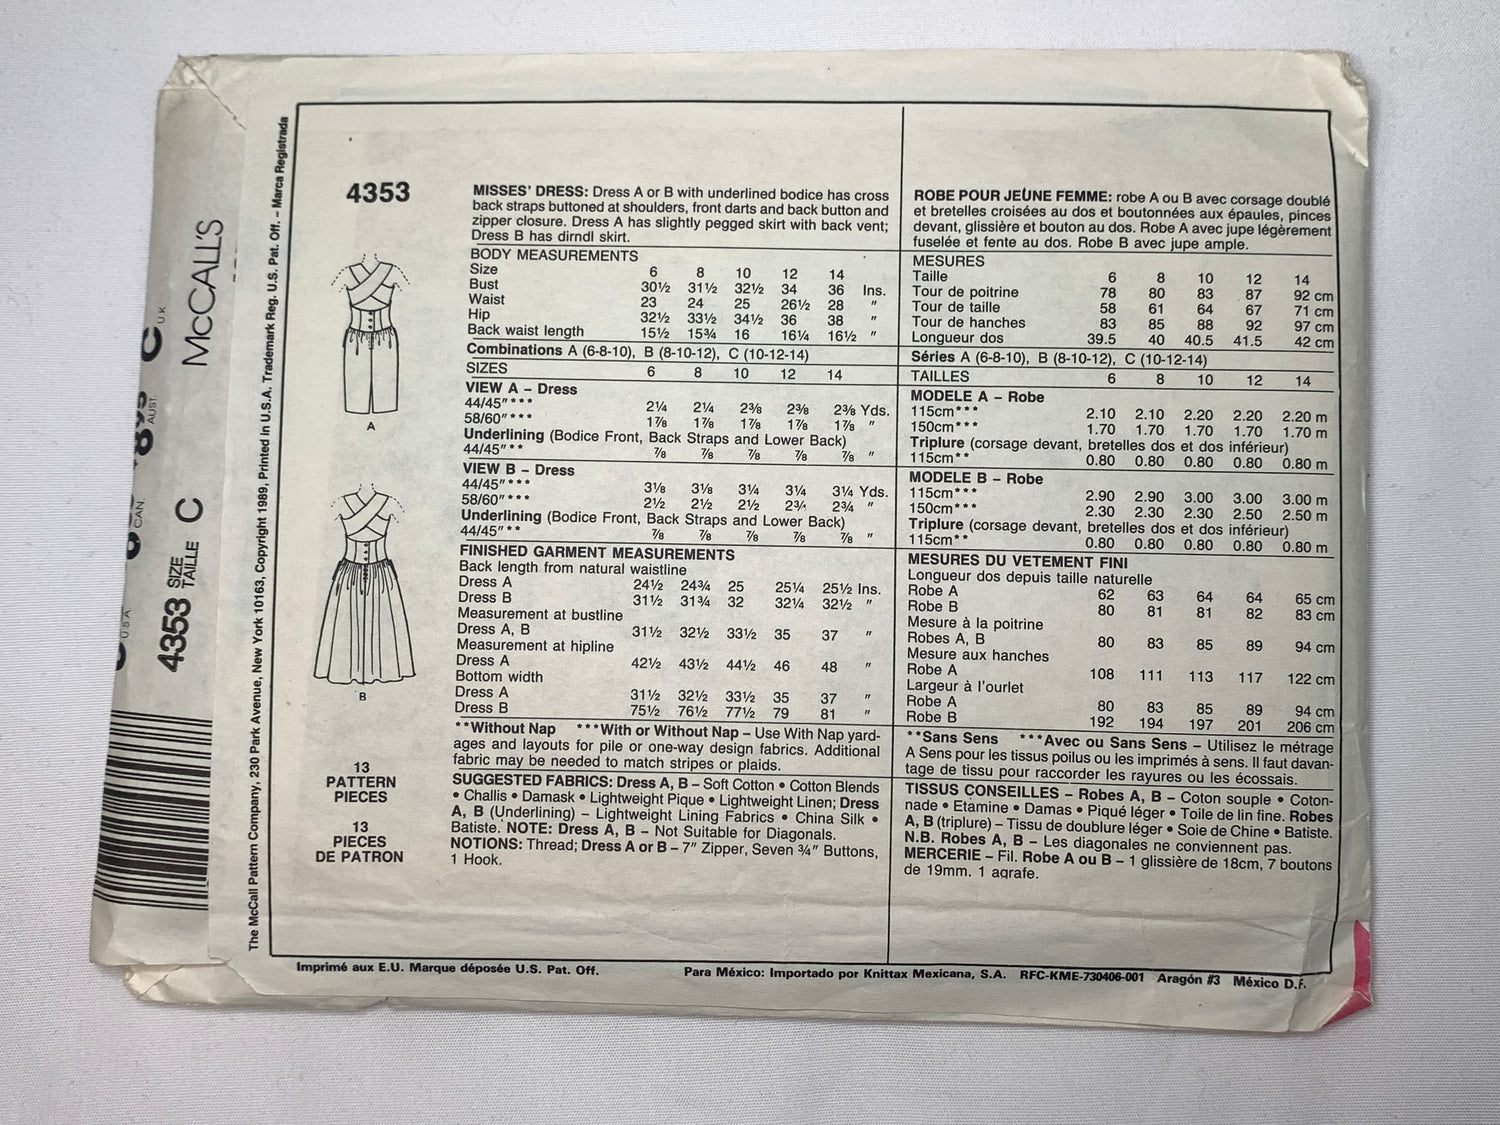 4353
A
B
13
PATTERN
PIECES
13
PIECES
DE PATRON
MISSES' DRESS: Dress A or B with underlined bodice has cross
back straps buttoned at shoulders, front darts and back button and
zipper closure. Dress A has slightly pegged skirt with back vent;
Dress B has dirndl skirt.
BODY MEASUREMENTS
Size 6 8 10 12 14
Bust 30½ 31½ 32½ 34 36 Ins.
Waist 23 24 25 26½ 28 "
Hip 32½ 33½ 34½ 36 38 "
Back waist length 15½ 15¾ 16 16¼ 16½ "
Combinations A (6-8-10), B (8-10-12), C (10-12-14)
SIZES 6 8 10 12 14
VIEW A – Dress
44/45"*** 2¼ 2¼ 2⅜ 2⅜ 2⅜ Yds.
58/60"*** 1⅞ 1⅞ 1⅞ 1⅞ 1⅞ "
Underlining (Bodice Front, Back Straps and Lower Back)
44/45"** ⅞ ⅞ ⅞ ⅞ ⅞ "
VIEW B – Dress
44/45"*** 3⅛ 3⅛ 3¼ 3¼ 3¼ Yds.
58/60"*** 2½ 2½ 2½ 2¾ 2¾ "
Underlining (Bodice Front, Back Straps and Lower Back)
44/45"** ⅞ ⅞ ⅞ ⅞ ⅞ "
FINISHED GARMENT MEASUREMENTS
Back length from natural waistline
Dress A 24½ 24¾ 25 25¼ 25½ Ins.
Dress B 31½ 31¾ 32 32¼ 32½ "
Measurement at bustline
Dress A, B 31½ 32½ 33½ 35 37 "
Measurement at hipline
Dress A 42½ 43½ 44½ 46 48 "
Bottom width
Dress A 31½ 32½ 33½ 35 37 "
Dress B 75½ 76½ 77½ 79 81 "
**Without Nap ***With or Without Nap – Use With Nap yard-
ages and layouts for pile or one-way design fabrics. Additional
fabric may be needed to match stripes or plaids.
SUGGESTED FABRICS: Dress A, B – Soft Cotton • Cotton Blends
• Challis • Damask • Lightweight Pique • Lightweight Linen; Dress
A, B (Underlining) – Lightweight Lining Fabrics • China Silk •
Batiste. NOTE: Dress A, B – Not Suitable for Diagonals.
NOTIONS: Thread; Dress A or B – 7" Zipper, Seven ¾" Buttons,
1 Hook.
ROBE POUR JEUNE FEMME: robe A ou B avec corsage doublé
et bretelles croisées au dos et boutonnées aux épaules, pinces
devant, glissière et bouton au dos. Robe A avec jupe légèrement
fuselée et fente au dos. Robe B avec jupe ample.
MESURES
Taille 6 8 10 12 14
Tour de poitrine 78 80 83 87 92 cm
Tour de taille 58 61 64 67 71 cm
Tour de hanches 83 85 88 92 97 cm
Longueur dos 39.5 40 40.5 41.5 42 cm
Séries A (6-8-10), B (8-10-12), C (10-12-14)
TAILLES 6 8 10 12 14
MODELE A – Robe
115cm*** 2.10 2.10 2.20 2.20 2.20 m
150cm*** 1.70 1.70 1.70 1.70 1.70 m
Triplure (corsage devant, bretelles dos et dos inférieur)
115cm** 0.80 0.80 0.80 0.80 0.80 m
MODELE B – Robe
115cm*** 2.90 2.90 3.00 3.00 3.00 m
150cm*** 2.30 2.30 2.30 2.50 2.50 m
Triplure (corsage devant, bretelles dos et dos inférieur)
115cm** 0.80 0.80 0.80 0.80 0.80 m
MESURES DU VETEMENT FINI
Longueur dos depuis taille naturelle
Robe A 62 63 64 64 65 cm
Robe B 80 81 81 82 83 cm
Mesure à la poitrine
Robes A, B 80 83 85 89 94 cm
Mesure aux hanches
Robe A 108 111 113 117 122 cm
Largeur à l'ourlet
Robe A 80 83 85 89 94 cm
Robe B 192 194 197 201 206 cm
**Sans Sens ***Avec ou Sans Sens – Utilisez le métrage
A Sens pour les tissus poilus ou les imprimés à sens. Il faut davan-
tage de tissu pour raccorder les rayures ou les écossais.
TISSUS CONSEILLES – Robes A, B – Coton souple • Coton-
nade • Etamine • Damas • Piqué léger • Toile de lin fine. Robes
A, B (triplure) – Tissu de doublure léger • Soie de Chine • Batiste.
N.B. Robes A, B – Les diagonales ne conviennent pas.
MERCERIE – Fil. Robe A ou B – 1 glissière de 18cm, 7 boutons
de 19mm. 1 agrafe.
Imprimé aux E.U. Marque déposée U.S. Pat. Off.
Para México: Importado por Knittax Mexicana, S.A. RFC-KME-730406-001 Aragón #3 México D.F.
The McCall Pattern Company, 230 Park Avenue, New York 10163, Copyright 1989, Printed in U.S.A. Trademark Reg. U.S. Pat. Off. – Marca Registrada
McCALL'S
4353 SIZE TAILLE C
U.S.A.
CAN.
AUST.
U.K.